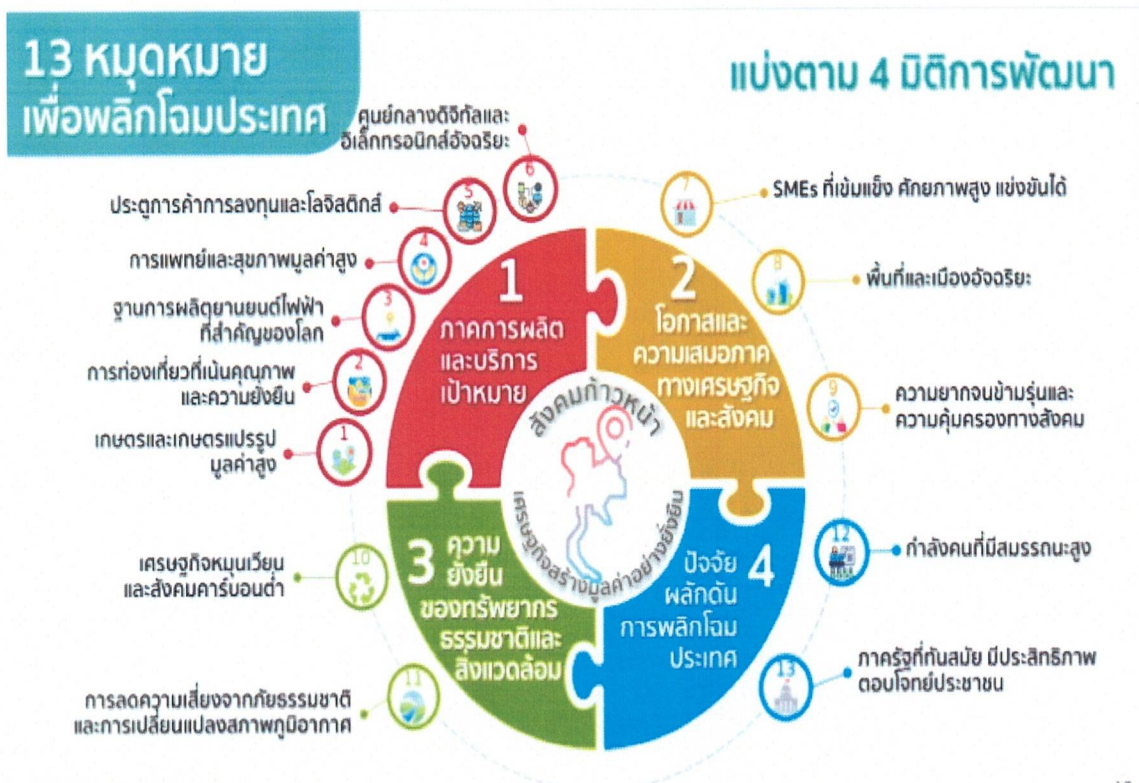 13 หมุดหมาย
เพื่อพลิกโฉมประเทศ
แบ่งตาม 4 มิติการพัฒนา
ศูนย์กลางดิจิทัลและ
อิเล็กทรอนิกส์อัจฉริยะ
6
5
ประตูการค้าการลงทุนและโลจิสติกส์
4
การแพทย์และสุขภาพมูลค่าสูง
3
ฐานการผลิตยานยนต์ไฟฟ้า
ที่สำคัญของโลก
2
การท่องเที่ยวที่เน้นคุณภาพ
และความยั่งยืน
1
เกษตรและเกษตรแปรรูป
มูลค่าสูง
1
ภาคการผลิต
และบริการ
เป้าหมาย
7
SMEs ที่เข้มแข็ง ศักยภาพสูง แข่งขันได้
8
พื้นที่และเมืองอัจฉริยะ
9
ความยากจนข้ามรุ่นและ
ความคุ้มครองทางสังคม
2
โอกาสและ
ความเสมอภาค
ทางเศรษฐกิจ
และสังคม
สังคมก้าวหน้า
เศรษฐกิจสร้างมูลค่าอย่างยั่งยืน
10
เศรษฐกิจหมุนเวียน
และสังคมคาร์บอนต่ำ
11
การลดความเสี่ยงจากภัยธรรมชาติ
และการเปลี่ยนแปลงสภาพภูมิอากาศ
3 ความ
ยั่งยืน
ของทรัพยากร
ธรรมชาติและ
สิ่งแวดล้อม
4
ปัจจัย
ผลักดัน
การพลิกโฉม
ประเทศ
12
กำลังคนที่มีสมรรถนะสูง
13
ภาครัฐที่ทันสมัย มีประสิทธิภาพ
ตอบโจทย์ประชาชน